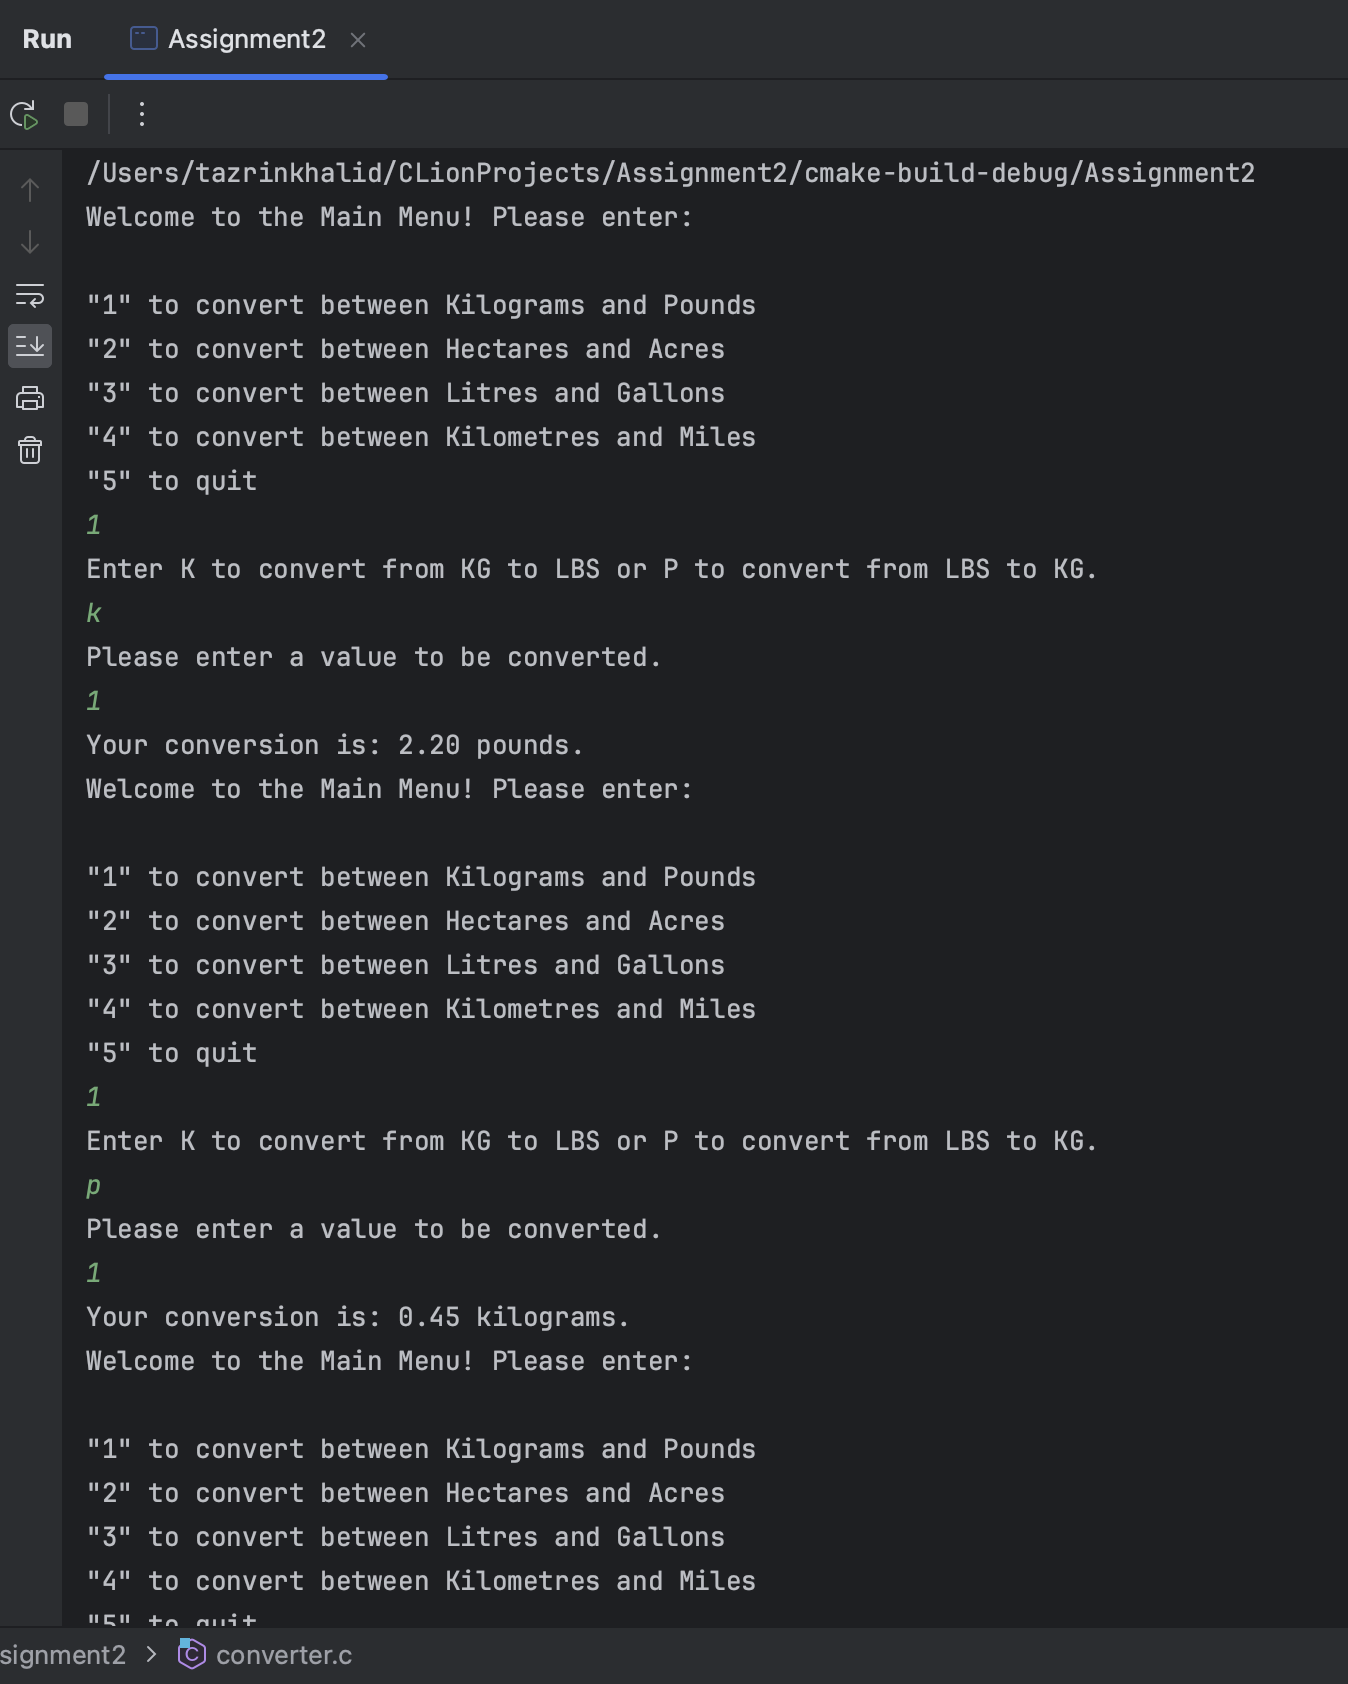 Run Assignment2
/Users/tazrinkhalid/CLionProjects/Assignment2/cmake-build-debug/Assignment2
Welcome to the Main Menu! Please enter:
"1" to convert between Kilograms and Pounds
"2" to convert between Hectares and Acres
"3" to convert between Litres and Gallons
"4" to convert between Kilometres and Miles
"5" to quit
1
Enter K to convert from KG to LBS or P to convert from LBS to KG.
k
Please enter a value to be converted.
1
Your conversion is: 2.20 pounds.
Welcome to the Main Menu! Please enter:
"1" to convert between Kilograms and Pounds
"2" to convert between Hectares and Acres
"3" to convert between Litres and Gallons
"4" to convert between Kilometres and Miles
"5" to quit
1
Enter K to convert from KG to LBS or P to convert from LBS to KG.
p
Please enter a value to be converted.
1
Your conversion is: 0.45 kilograms.
Welcome to the Main Menu! Please enter:
"1" to convert between Kilograms and Pounds
"2" to convert between Hectares and Acres
"3" to convert between Litres and Gallons
"4" to convert between Kilometres and Miles
"5" to quit
signment2 > converter.c